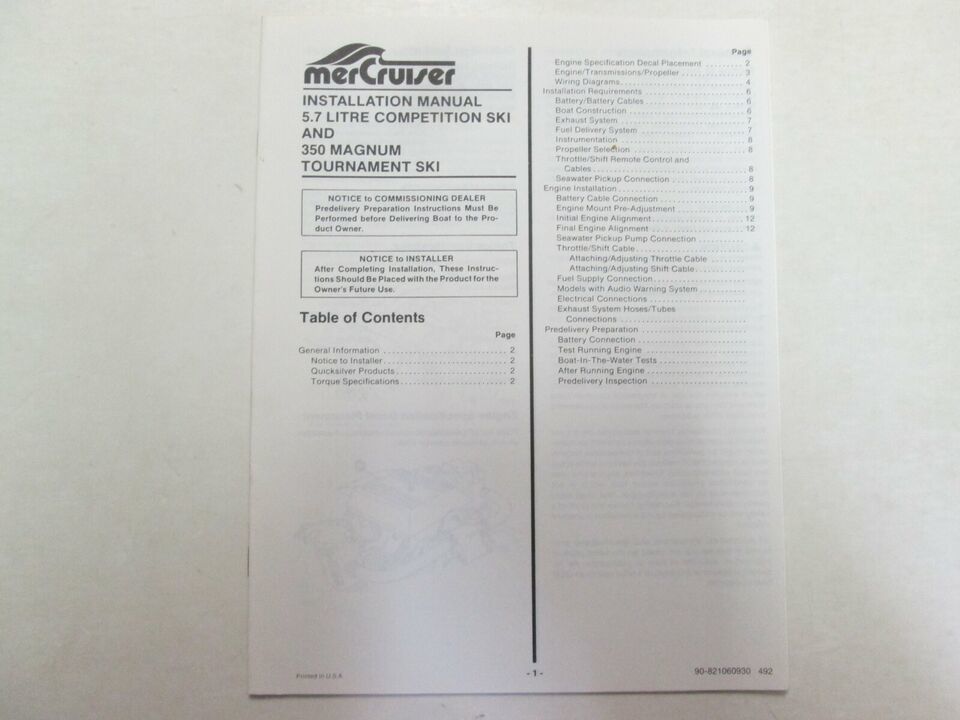 merCruiser
INSTALLATION MANUAL
5.7 LITRE COMPETITION SKI
AND
350 MAGNUM
TOURNAMENT SKI
NOTICE to COMMISSIONING DEALER
Predelivery Preparation Instructions Must Be
Performed before Delivering Boat to the Pro-
duct Owner.
NOTICE to INSTALLER
After Completing Installation, These Instruc-
tions Should Be Placed with the Product for the
Owner's Future Use.
Table of Contents
Page
General Information . . . . . . . . . . . . . . . . . . . . . . . . . . . 2
Notice to Installer . . . . . . . . . . . . . . . . . . . . . . . . . . . 2
Quicksilver Products . . . . . . . . . . . . . . . . . . . . . . . . 2
Torque Specifications . . . . . . . . . . . . . . . . . . . . . . . 2
Page
Engine Specification Decal Placement . . . . . . . . . 2
Engine/Transmissions/Propeller . . . . . . . . . . . . . . 3
Wiring Diagrams . . . . . . . . . . . . . . . . . . . . . . . . . . . 4
Installation Requirements . . . . . . . . . . . . . . . . . . . . . 6
Battery/Battery Cables . . . . . . . . . . . . . . . . . . . . . . 6
Boat Construction . . . . . . . . . . . . . . . . . . . . . . . . . 6
Exhaust System . . . . . . . . . . . . . . . . . . . . . . . . . . . 7
Fuel Delivery System . . . . . . . . . . . . . . . . . . . . . . . 7
Instrumentation . . . . . . . . . . . . . . . . . . . . . . . . . . . 8
Propeller Selection . . . . . . . . . . . . . . . . . . . . . . . . 8
Throttle/Shift Remote Control and
Cables . . . . . . . . . . . . . . . . . . . . . . . . . . . . . . . . 8
Seawater Pickup Connection . . . . . . . . . . . . . . . . 8
Engine Installation . . . . . . . . . . . . . . . . . . . . . . . . . . . 9
Battery Cable Connection . . . . . . . . . . . . . . . . . . . 9
Engine Mount Pre-Adjustment . . . . . . . . . . . . . . . 9
Initial Engine Alignment . . . . . . . . . . . . . . . . . . . . 12
Final Engine Alignment . . . . . . . . . . . . . . . . . . . . 12
Seawater Pickup Pump Connection . . . . . . . . . .
Throttle/Shift Cable . . . . . . . . . . . . . . . . . . . . . . . .
Attaching/Adjusting Throttle Cable . . . . . . . .
Attaching/Adjusting Shift Cable . . . . . . . . . . .
Fuel Supply Connection . . . . . . . . . . . . . . . . . . . .
Models with Audio Warning System . . . . . . . . . .
Electrical Connections . . . . . . . . . . . . . . . . . . . . .
Exhaust System Hoses/Tubes
Connections . . . . . . . . . . . . . . . . . . . . . . . . . . .
Predelivery Preparation . . . . . . . . . . . . . . . . . . . . . . .
Battery Connection . . . . . . . . . . . . . . . . . . . . . . . .
Test Running Engine . . . . . . . . . . . . . . . . . . . . . .
Boat-In-The-Water Tests . . . . . . . . . . . . . . . . . . .
After Running Engine . . . . . . . . . . . . . . . . . . . . . .
Predelivery Inspection . . . . . . . . . . . . . . . . . . . . .
Printed in U.S.A.
- 1 -
90-821060930 492